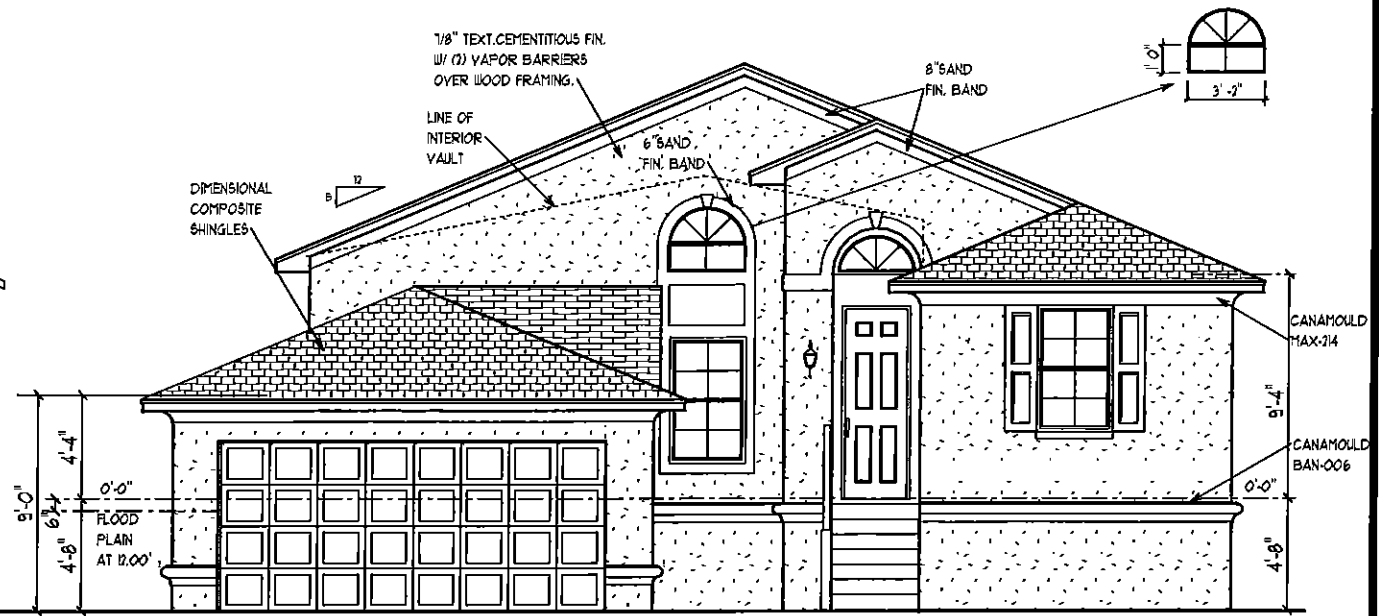 7/8" TEXT.CEMENTITIOUS FIN.
W/ (2) VAPOR BARRIERS
OVER WOOD FRAMING.
LINE OF
INTERIOR
VAULT
6"SAND
FIN. BAND
8"SAND
FIN. BAND
1'-0"
3'-2"
DIMENSIONAL
COMPOSITE
SHINGLES
12
8
CANAMOULD
MAX-214
9'-4"
CANAMOULD
BAN-006
0'-0"
4'-8"
9'-0"
4'-4"
0'-0"
6"
FLOOD
PLAIN
AT 12.00'
4'-8"